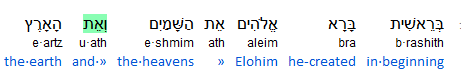 בְּרֵאשִׁית בָּרָא אֱלֹהִים אֵת הַשָּׁמַיִם וְאֵת הָאָרֶץ
e·artz u·ath e·shmim ath aleim bra b·rashith
the·earth and·» the·heavens » Elohim he-created in·beginning